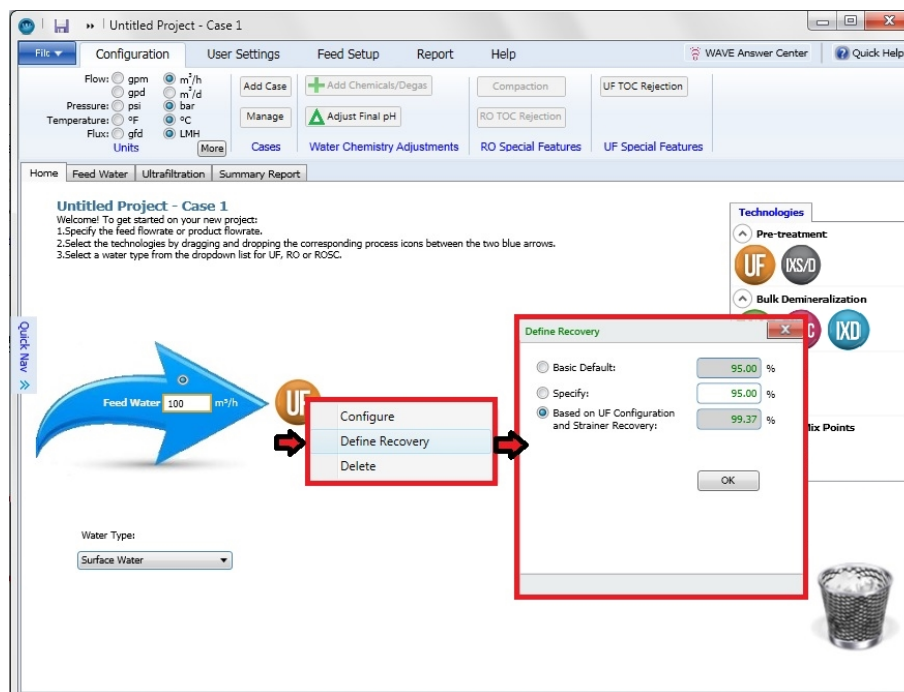 Untitled Project - Case 1
File Configuration User Settings Feed Setup Report Help WAVE Answer Center Quick Help
Flow: gpm m³/h
gpd m³/d
Pressure: psi bar
Temperature: °F °C
Flux: gfd LMH
Units More
Add Case
Manage
Cases
Add Chemicals/Degas
Adjust Final pH
Water Chemistry Adjustments
Compaction
RO TOC Rejection
RO Special Features
UF TOC Rejection
UF Special Features
Home Feed Water Ultrafiltration Summary Report
Untitled Project - Case 1
Welcome! To get started on your new project:
1.Specify the feed flowrate or product flowrate.
2.Select the technologies by dragging and dropping the corresponding process icons between the two blue arrows.
3.Select a water type from the dropdown list for UF, RO or ROSC.
Technologies
Pre-treatment
UF IXS/D
Bulk Demineralization
C IXD
Mix Points
Quick Nav
Feed Water 100 m³/h
UF
Configure
Define Recovery
Delete
Define Recovery
Basic Default: 95.00 %
Specify: 95.00 %
Based on UF Configuration
and Strainer Recovery: 99.37 %
OK
Water Type:
Surface Water